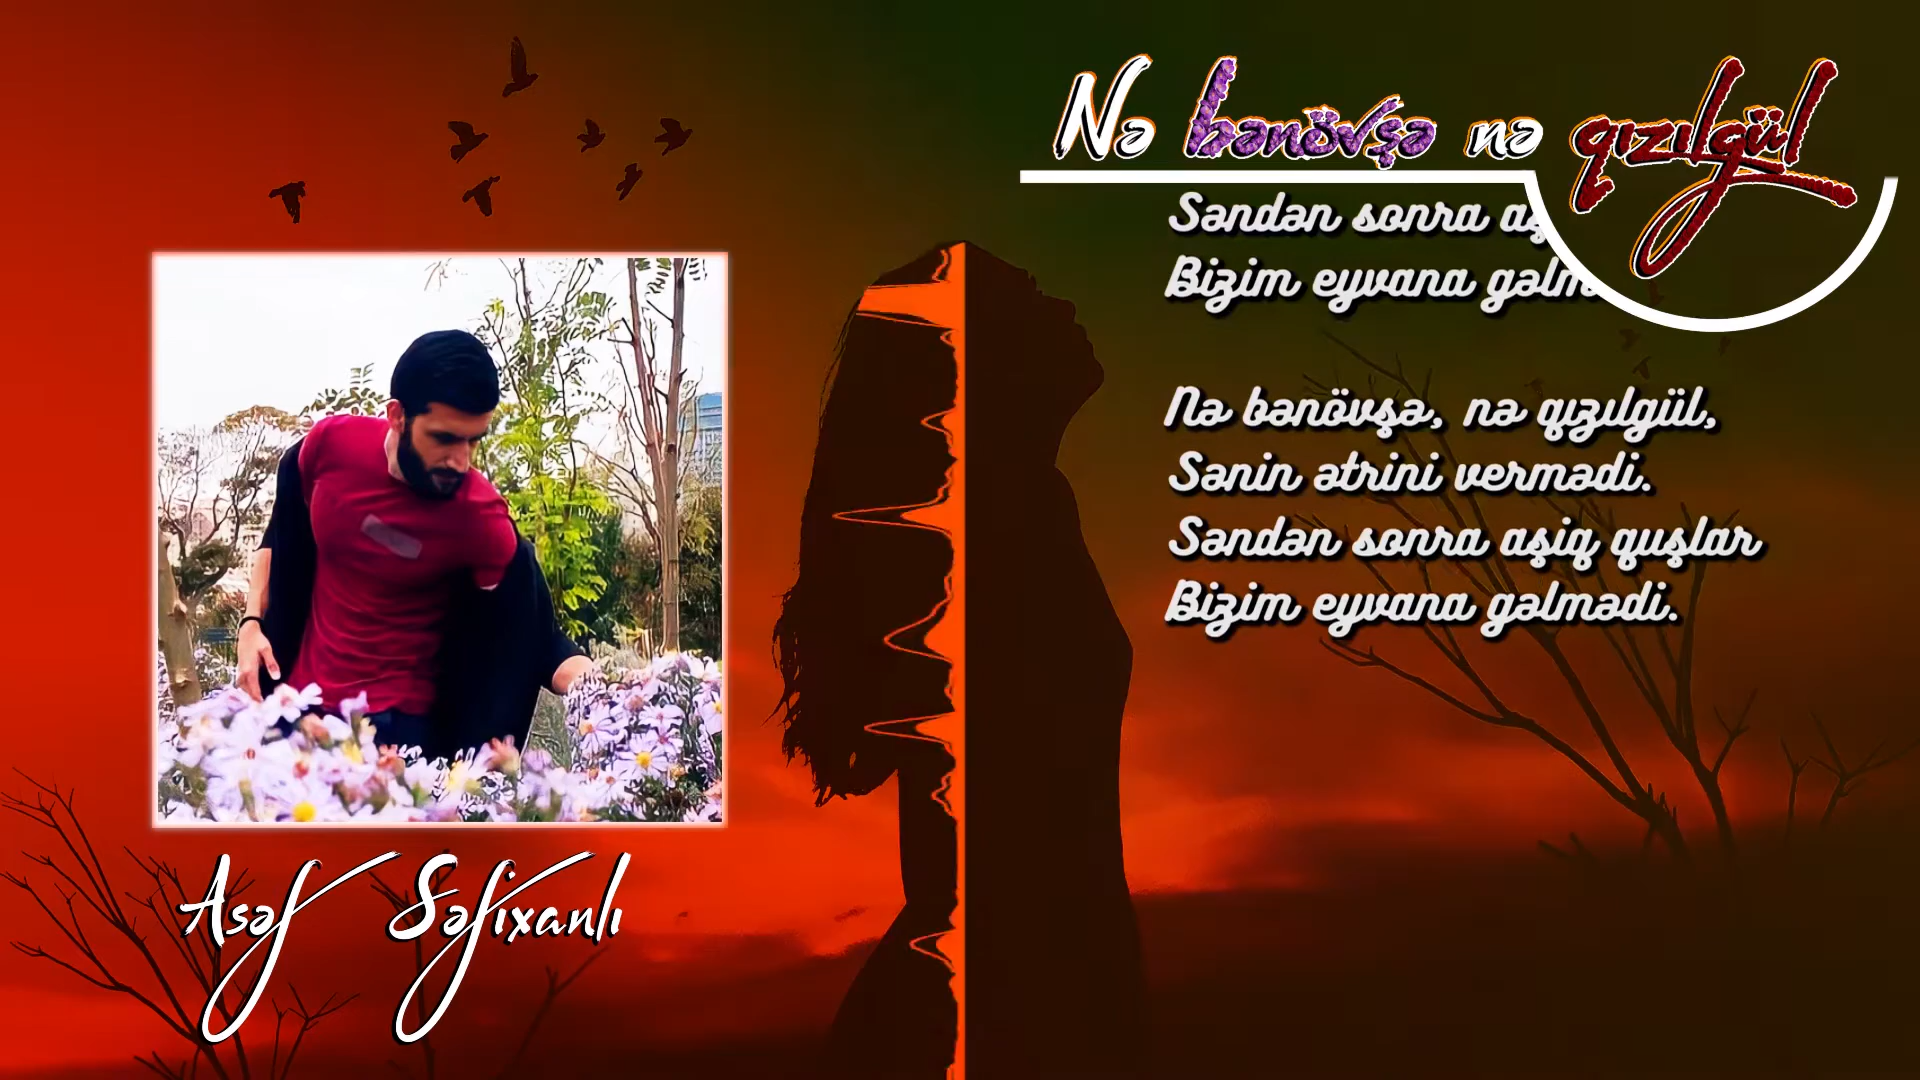 Nə bənövşə nə qızılgül
Səndən sonra
Bizim eyvana
Nə bənövşə, nə qızılgül,
Sənin ətrini vermədi.
Səndən sonra aşiq quşlar
Bizim eyvana gəlmədi.
Asəf Səfixanlı